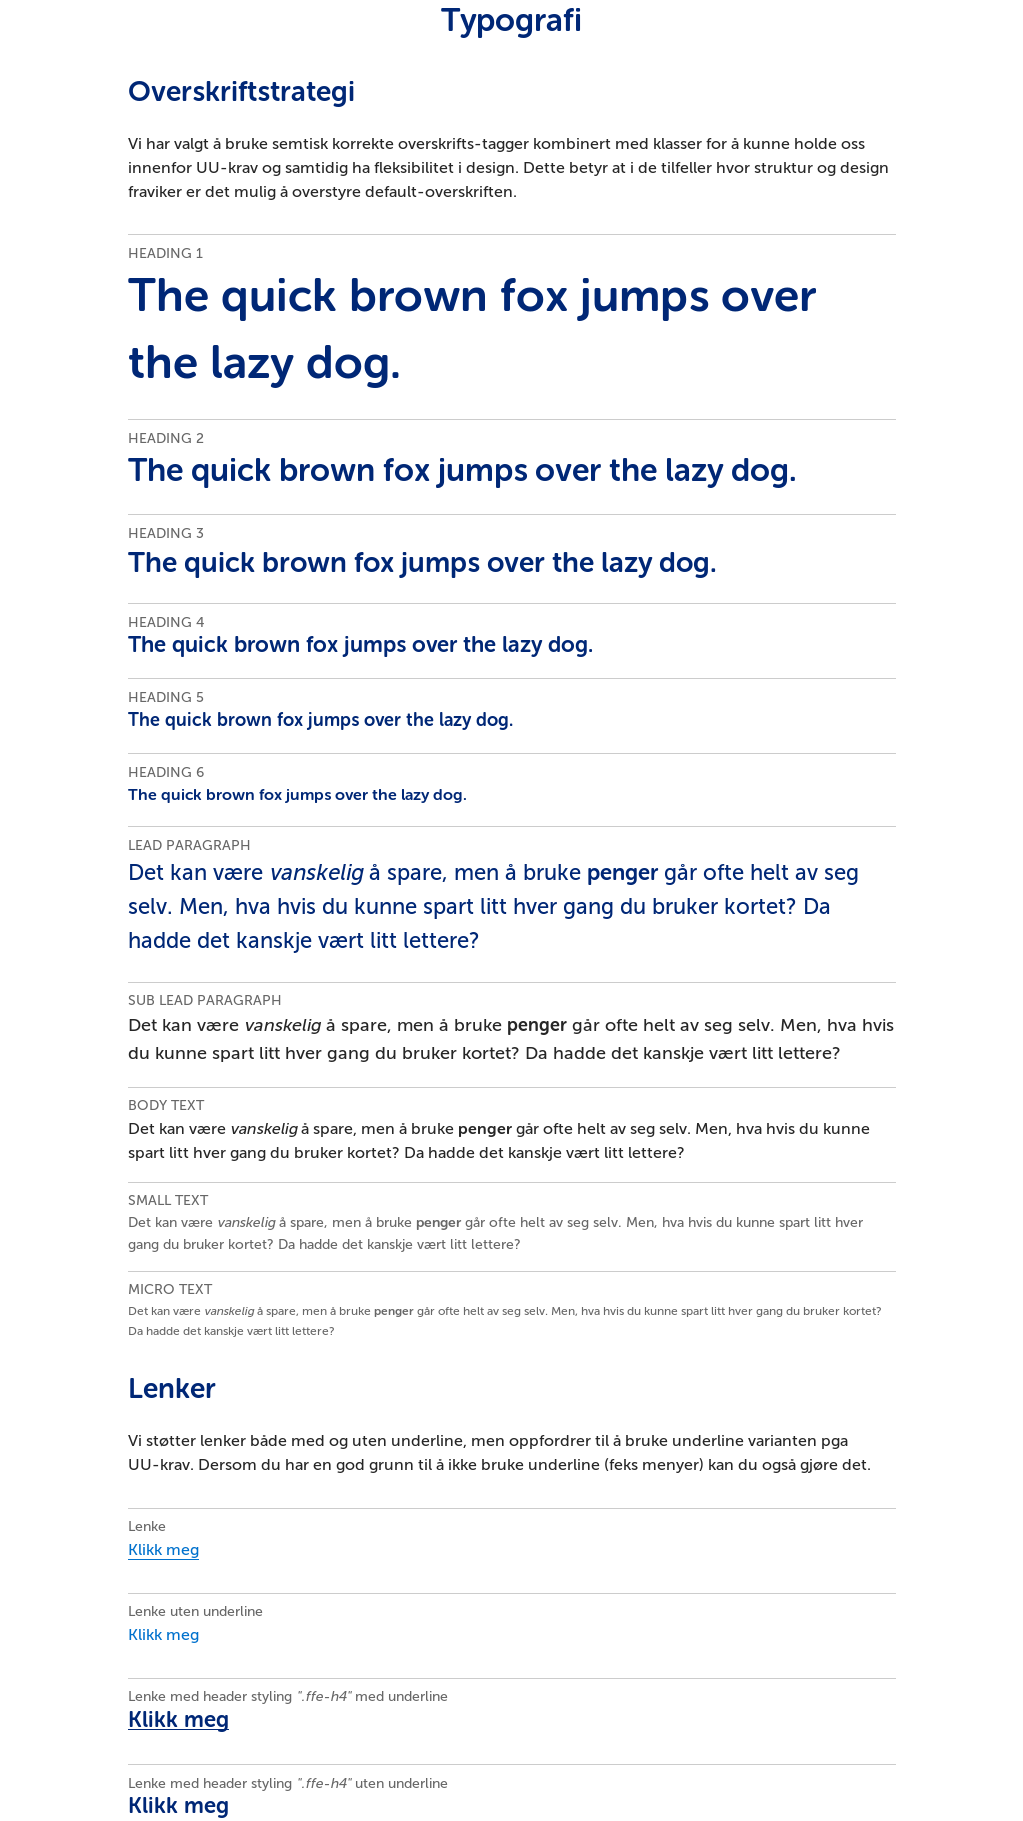 Typografi
Overskriftstrategi
Vi har valgt å bruke semtisk korrekte overskrifts-tagger kombinert med klasser for å kunne holde oss
innenfor UU-krav og samtidig ha fleksibilitet i design. Dette betyr at i de tilfeller hvor struktur og design
fraviker er det mulig å overstyre default-overskriften.
HEADING 1
The quick brown fox jumps over
the lazy dog.
HEADING 2
The quick brown fox jumps over the lazy dog.
HEADING 3
The quick brown fox jumps over the lazy dog.
HEADING 4
The quick brown fox jumps over the lazy dog.
HEADING 5
The quick brown fox jumps over the lazy dog.
HEADING 6
The quick brown fox jumps over the lazy dog.
LEAD PARAGRAPH
Det kan være vanskelig å spare, men å bruke penger går ofte helt av seg
selv. Men, hva hvis du kunne spart litt hver gang du bruker kortet? Da
hadde det kanskje vært litt lettere?
SUB LEAD PARAGRAPH
Det kan være vanskelig å spare, men å bruke penger går ofte helt av seg selv. Men, hva hvis
du kunne spart litt hver gang du bruker kortet? Da hadde det kanskje vært litt lettere?
BODY TEXT
Det kan være vanskelig å spare, men å bruke penger går ofte helt av seg selv. Men, hva hvis du kunne
spart litt hver gang du bruker kortet? Da hadde det kanskje vært litt lettere?
SMALL TEXT
Det kan være vanskelig å spare, men å bruke penger går ofte helt av seg selv. Men, hva hvis du kunne spart litt hver
gang du bruker kortet? Da hadde det kanskje vært litt lettere?
MICRO TEXT
Det kan være vanskelig å spare, men å bruke penger går ofte helt av seg selv. Men, hva hvis du kunne spart litt hver gang du bruker kortet?
Da hadde det kanskje vært litt lettere?
Lenker
Vi støtter lenker både med og uten underline, men oppfordrer til å bruke underline varianten pga
UU-krav. Dersom du har en god grunn til å ikke bruke underline (feks menyer) kan du også gjøre det.
Lenke
Klikk meg
Lenke uten underline
Klikk meg
Lenke med header styling ".ffe-h4" med underline
Klikk meg
Lenke med header styling ".ffe-h4" uten underline
Klikk meg